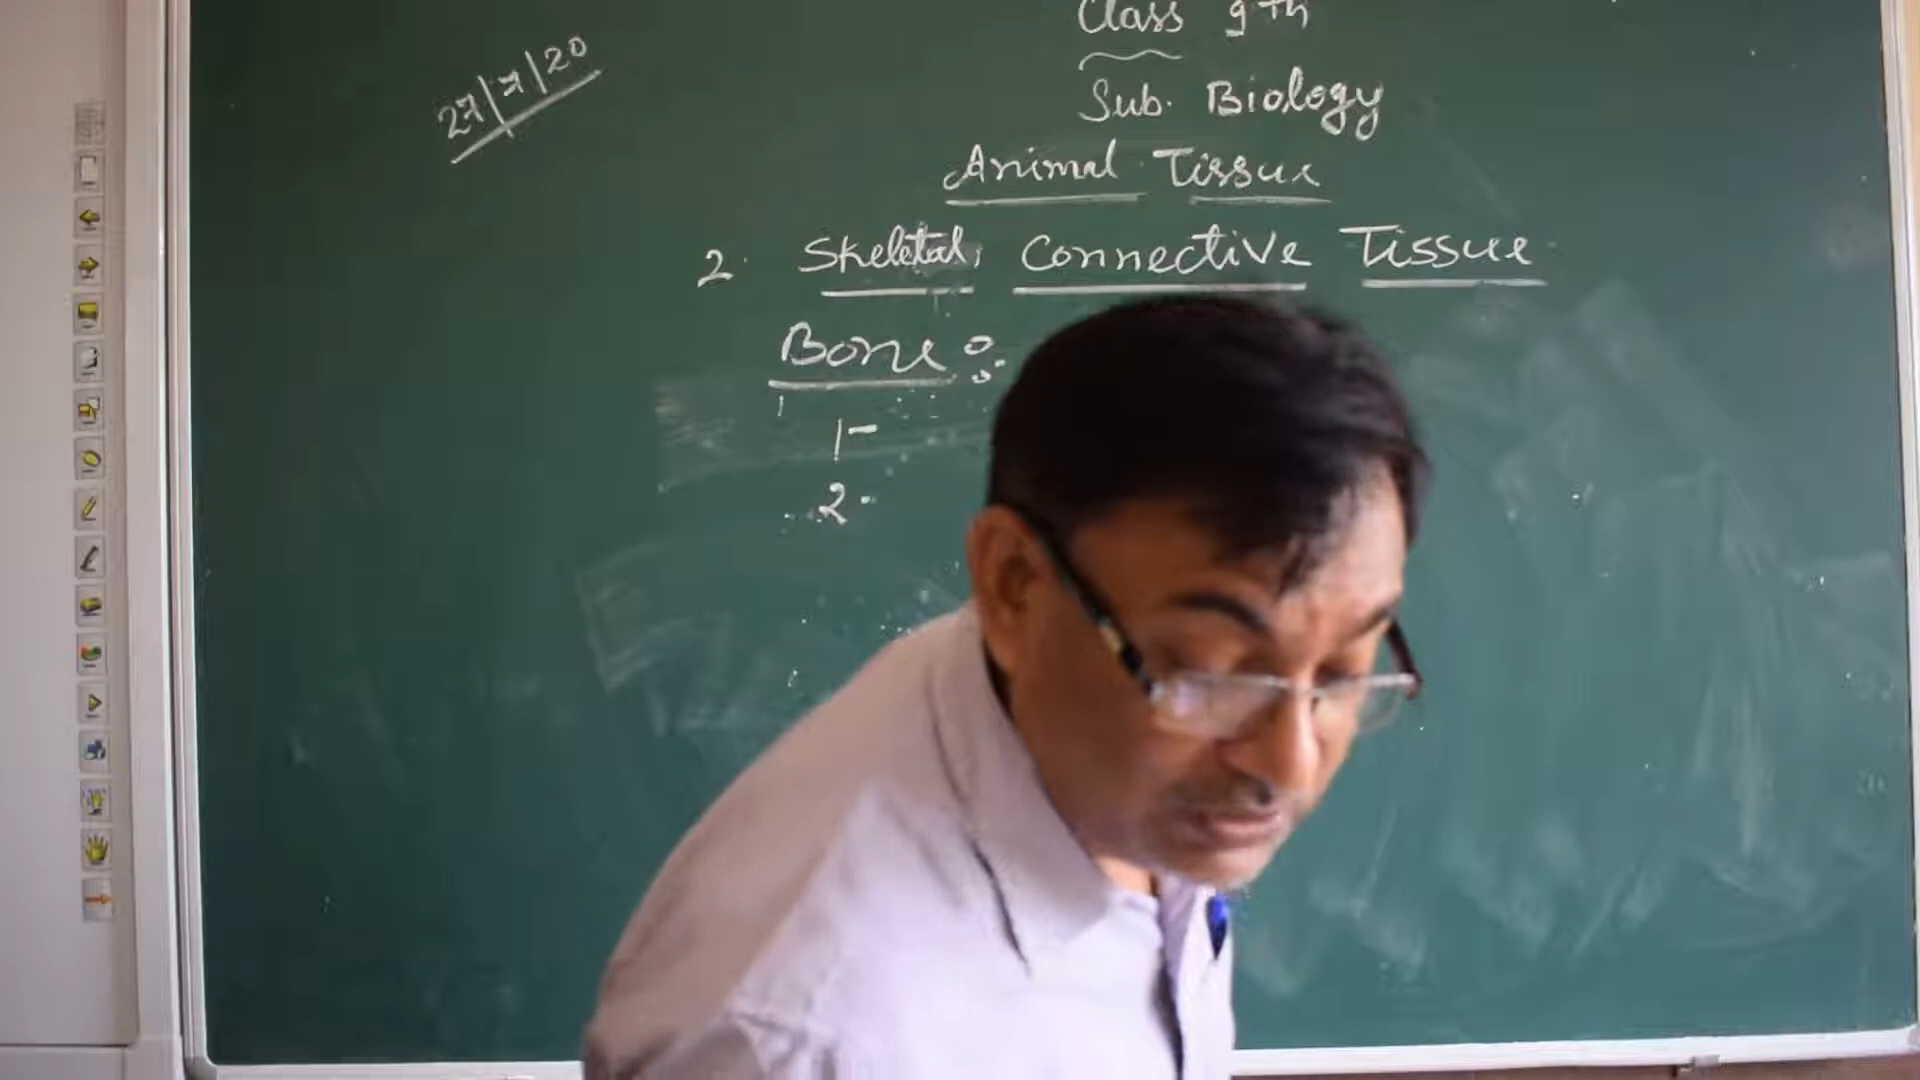 Class 9th
27/7/20
Sub. Biology
Animal Tissue
2. Skeletal Connective Tissue
Bone :
1-
2-